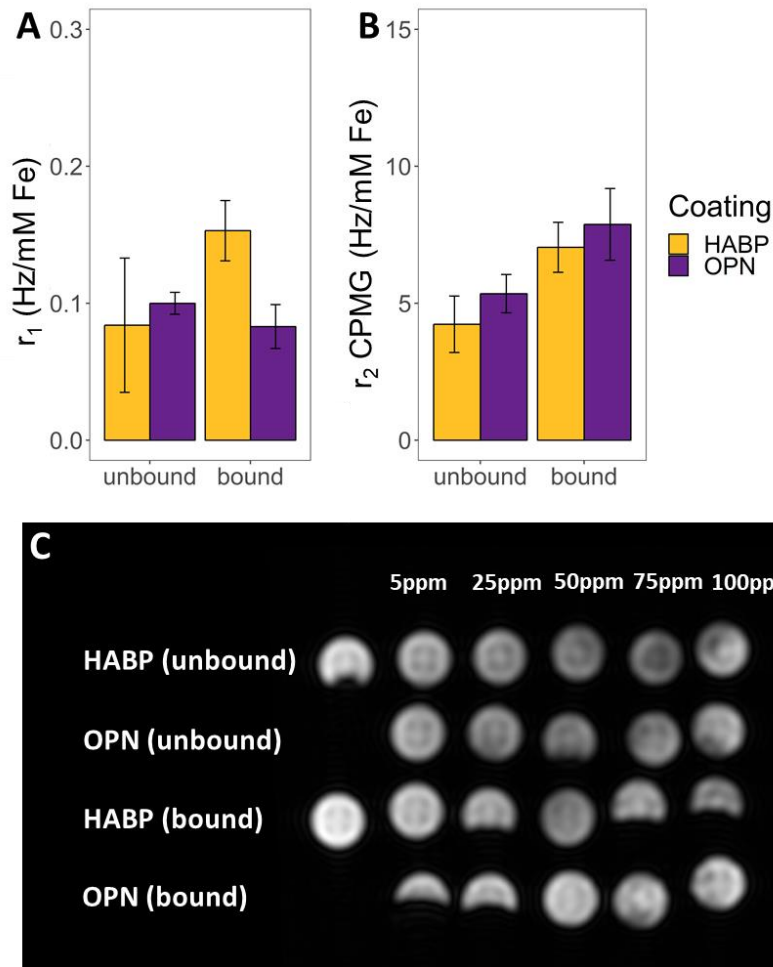 A
0.3
0.2
0.1
0.0
r₁ (Hz/mM Fe)
unbound bound
B
15
10
5
0
r₂ CPMG (Hz/mM Fe)
unbound bound
Coating
HABP
OPN
C
5ppm 25ppm 50ppm 75ppm 100pp
HABP (unbound)
OPN (unbound)
HABP (bound)
OPN (bound)